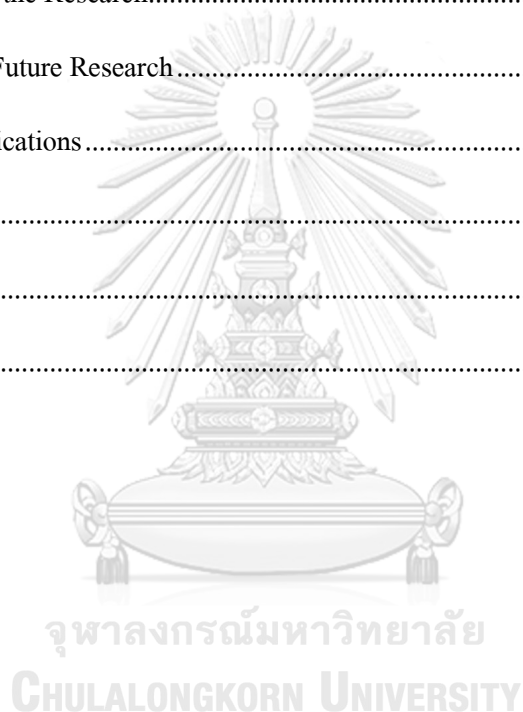 the Research.......................................................
Future Research..................................................
ications................................................................
..............................................................................
..............................................................................
..............................................................................
จุฬาลงกรณ์มหาวิทยาลัย
CHULALONGKORN UNIVERSITY